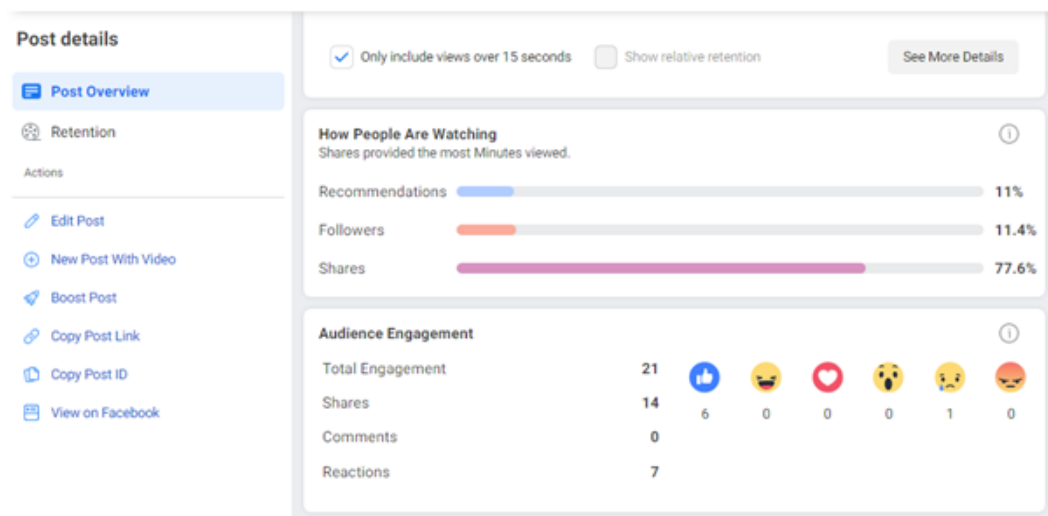 Post details
Post Overview
Retention
Actions
Edit Post
New Post With Video
Boost Post
Copy Post Link
Copy Post ID
View on Facebook
Only include views over 15 seconds
Show relative retention
See More Details
How People Are Watching
Shares provided the most Minutes viewed.
Recommendations 11%
Followers 11.4%
Shares 77.6%
Audience Engagement
Total Engagement 21
Shares 14
Comments 0
Reactions 7
6 0 0 0 1 0